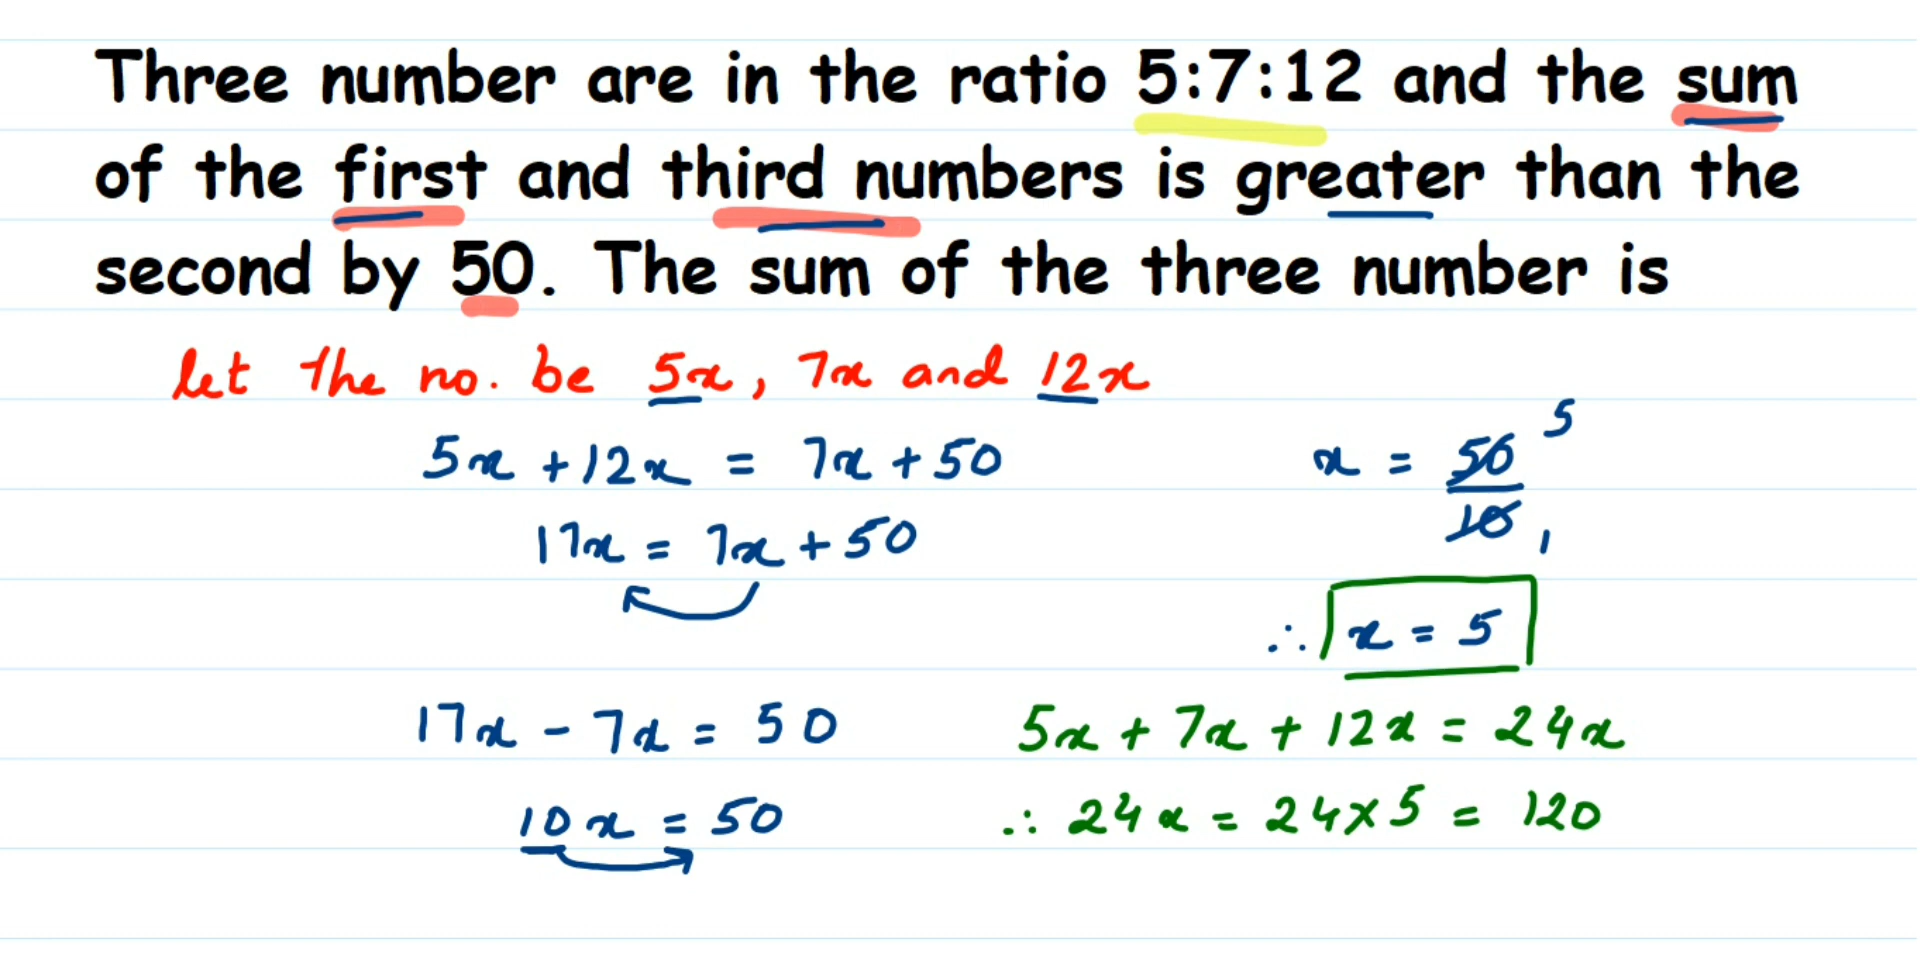 Three number are in the ratio 5:7:12 and the sum
of the first and third numbers is greater than the
second by 50. The sum of the three number is
let the no. be 5x, 7x and 12x
5x + 12x = 7x + 50
17x = 7x + 50
17x - 7x = 50
10x = 50
x = 50/10 5 1
∴ x = 5
5x + 7x + 12x = 24x
∴ 24x = 24 × 5 = 120